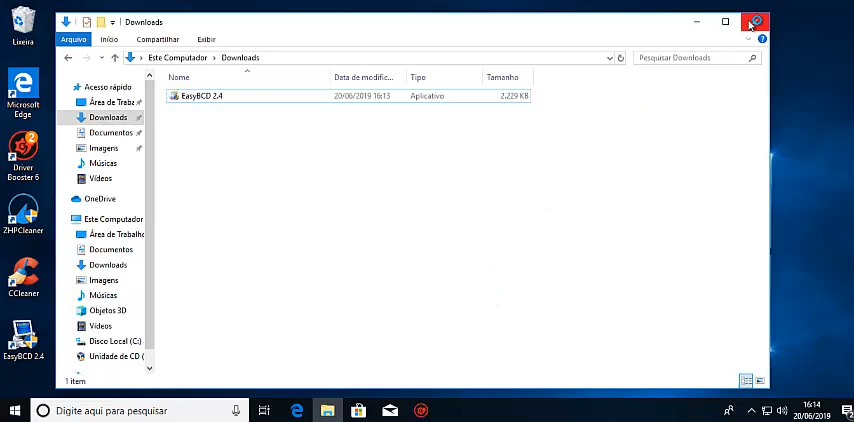 Lixeira
Microsoft
Edge
2
Driver
Booster 6
ZHPCleaner
CCleaner
EasyBCD 2.4
Downloads
Arquivo
Início
Compartilhar
Exibir
Este Computador
Downloads
Pesquisar Downloads
Nome
Data de modific...
Tipo
Tamanho
EasyBCD 2.4
20/06/2019 16:13
Aplicativo
2.229 KB
Acesso rápido
Área de Traba
Downloads
Documentos
Imagens
Músicas
Vídeos
OneDrive
Este Computador
Área de Trabalho
Documentos
Downloads
Imagens
Músicas
Objetos 3D
Vídeos
Disco Local (C:)
Unidade de CD (
1 item
Digite aqui para pesquisar
16:14
20/06/2019
2